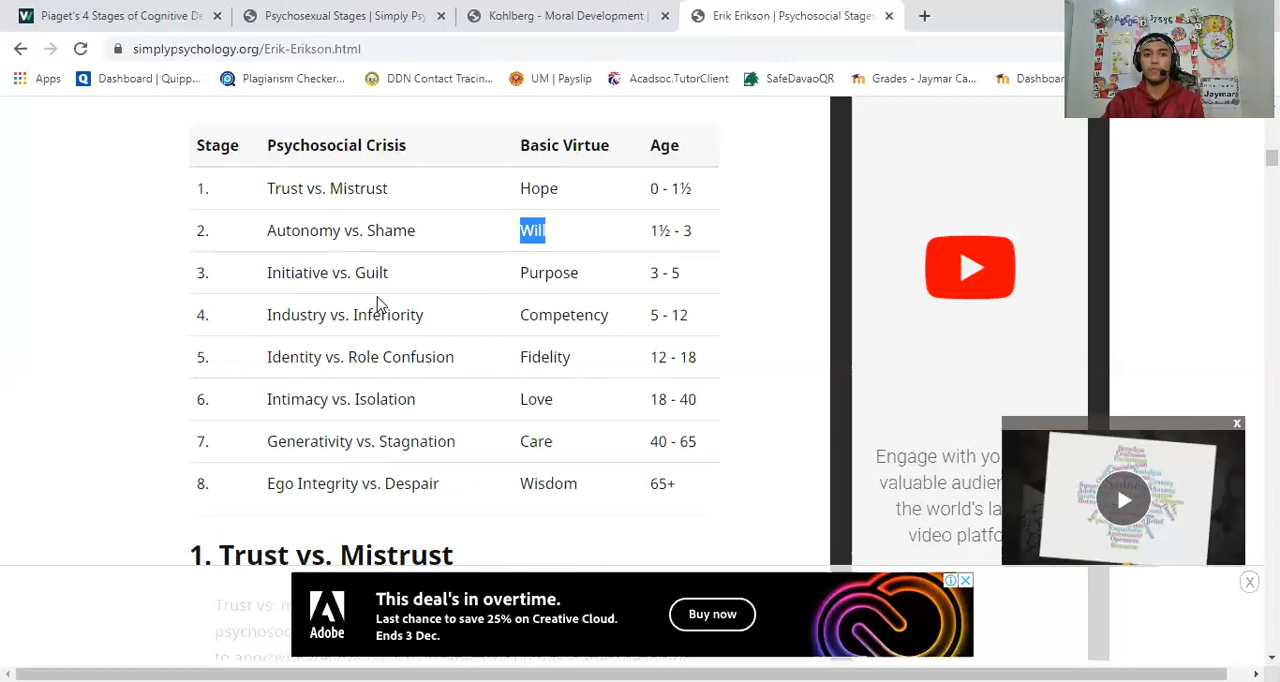 Piaget's 4 Stages of Cognitive De
Psychosexual Stages | Simply Psy
Kohlberg - Moral Development
Erik Erikson | Psychosocial Stages
simplypsychology.org/Erik-Erikson.html
Apps
Dashboard | Quipp...
Plagiarism Checker...
DDN Contact Tracin...
UM | Payslip
Acadsoc.TutorClient
SafeDavaoQR
Grades - Jaymar Ca...
Dashboar
Jaymar
Stage Psychosocial Crisis Basic Virtue Age
1. Trust vs. Mistrust Hope 0 - 1½
2. Autonomy vs. Shame Will 1½ - 3
3. Initiative vs. Guilt Purpose 3 - 5
4. Industry vs. Inferiority Competency 5 - 12
5. Identity vs. Role Confusion Fidelity 12 - 18
6. Intimacy vs. Isolation Love 18 - 40
7. Generativity vs. Stagnation Care 40 - 65
8. Ego Integrity vs. Despair Wisdom 65+
1. Trust vs. Mistrust
Trust vs. m
psychosoc
Engage with yo
valuable audien
the world's la
video platfo
X
Adobe
This deal's in overtime.
Last chance to save 25% on Creative Cloud.
Ends 3 Dec.
Buy now
X